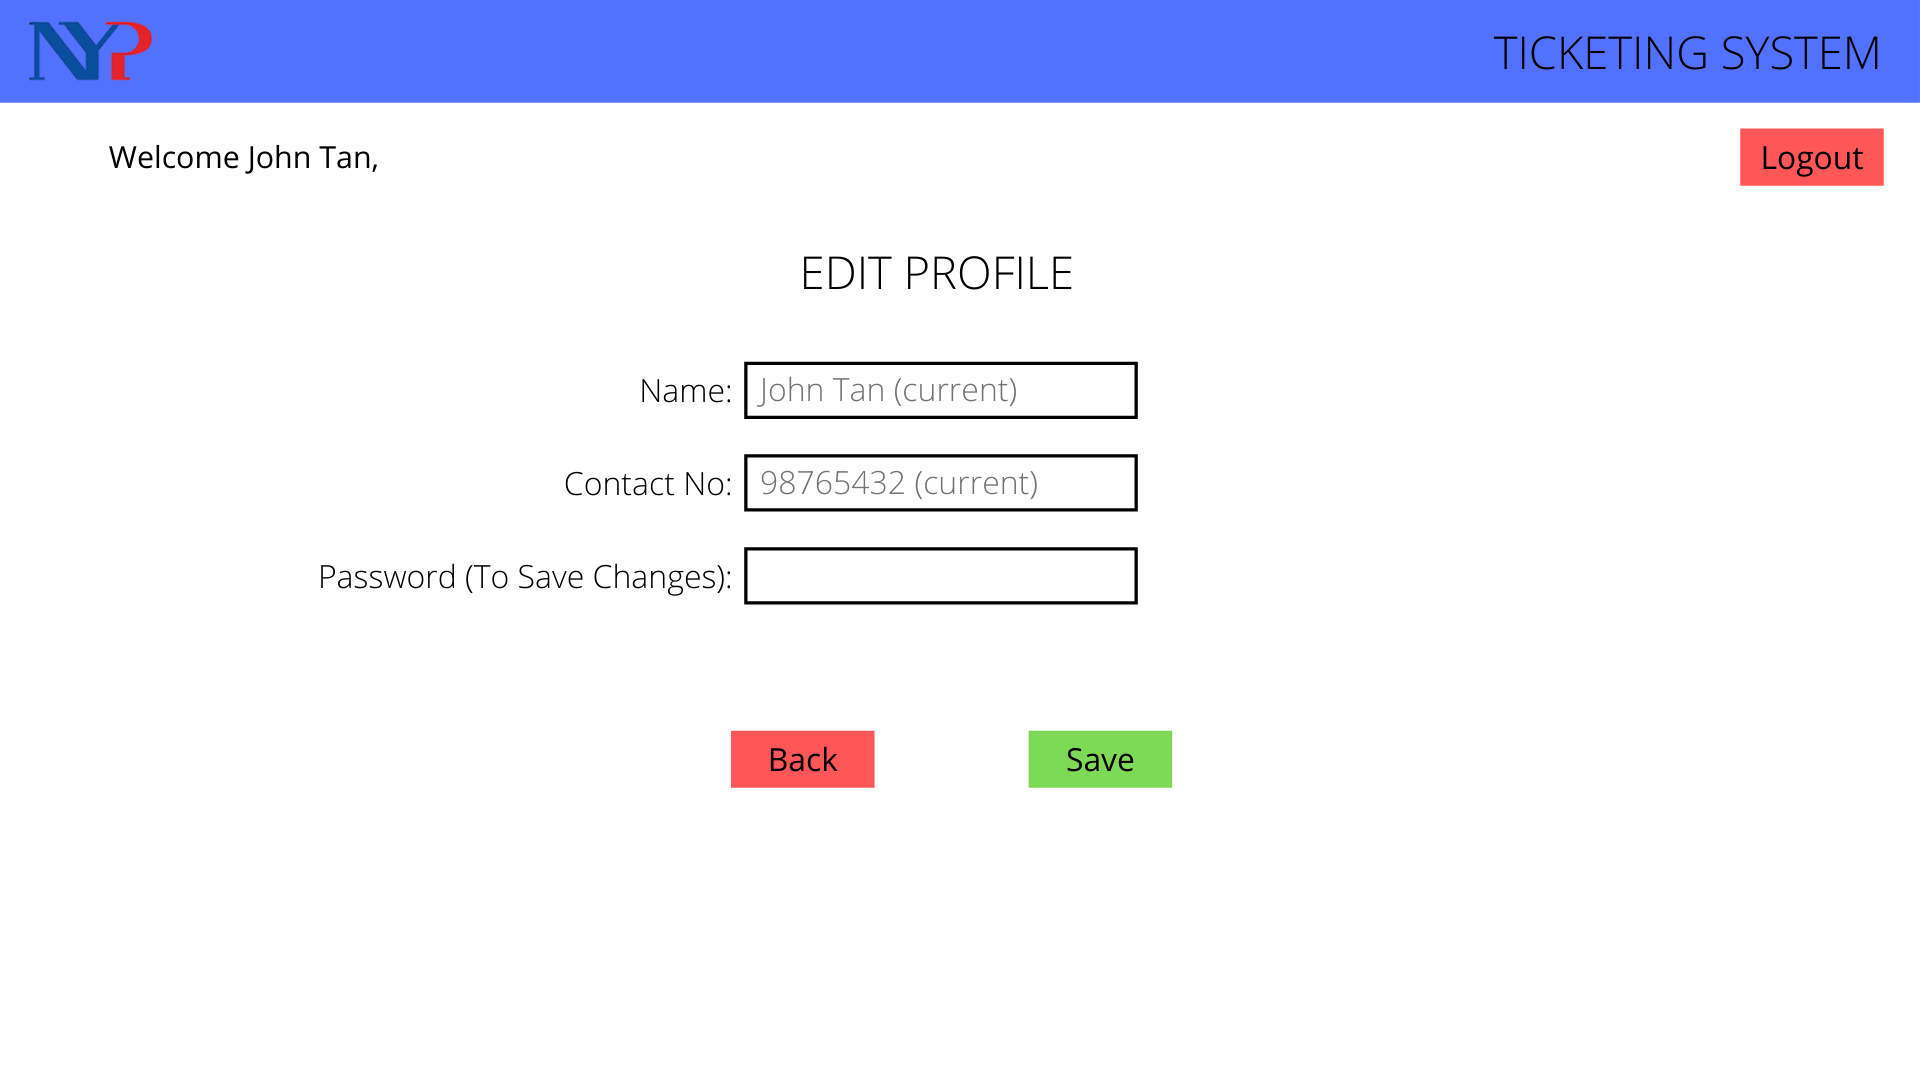 NYP
TICKETING SYSTEM
Welcome John Tan,
Logout
EDIT PROFILE
Name: John Tan (current)
Contact No: 98765432 (current)
Password (To Save Changes):
Back Save